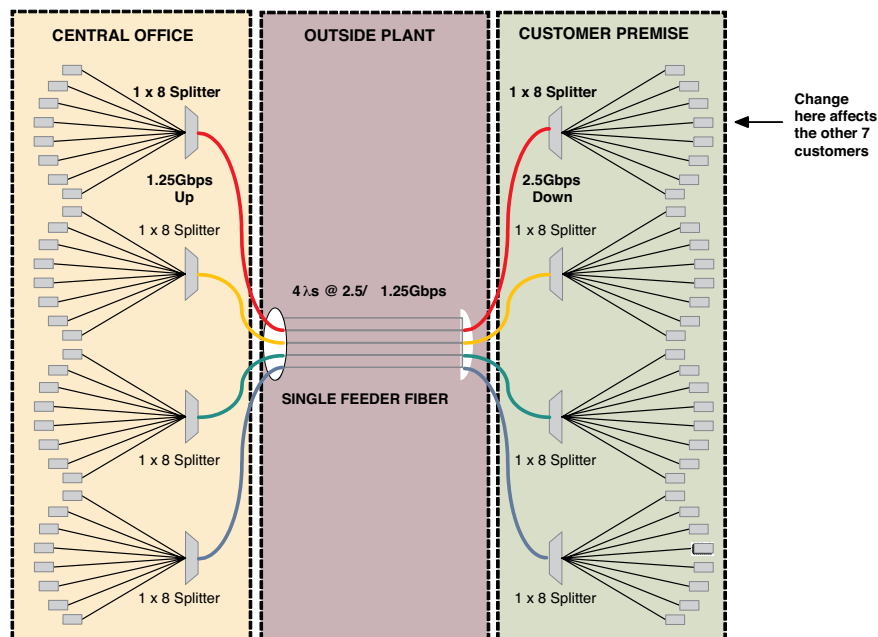 CENTRAL OFFICE
OUTSIDE PLANT
CUSTOMER PREMISE
1 x 8 Splitter
1 x 8 Splitter
Change
here affects
the other 7
customers
1.25Gbps
Up
2.5Gbps
Down
1 x 8 Splitter
1 x 8 Splitter
4 λs @ 2.5/ 1.25Gbps
SINGLE FEEDER FIBER
1 x 8 Splitter
1 x 8 Splitter
1 x 8 Splitter
1 x 8 Splitter